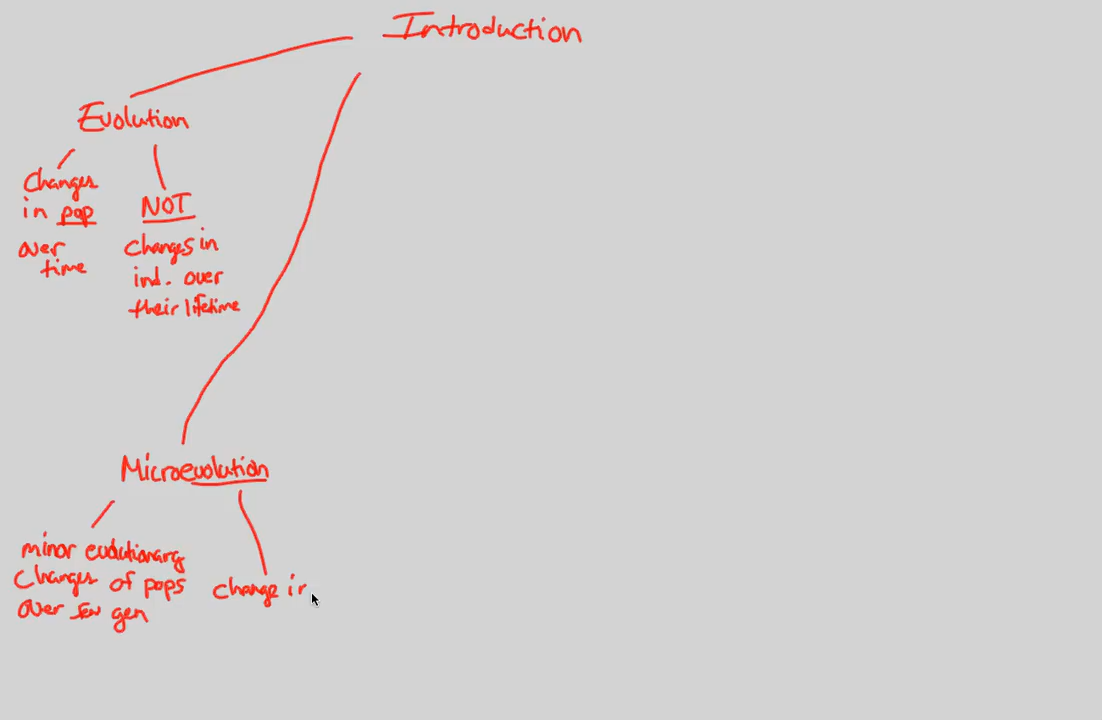 Introduction
Evolution
Changes
in pop
over
time
NOT
changes in
ind. over
their lifetime
Microevolution
minor evolutionary
changes of pops
over few gen
change ir